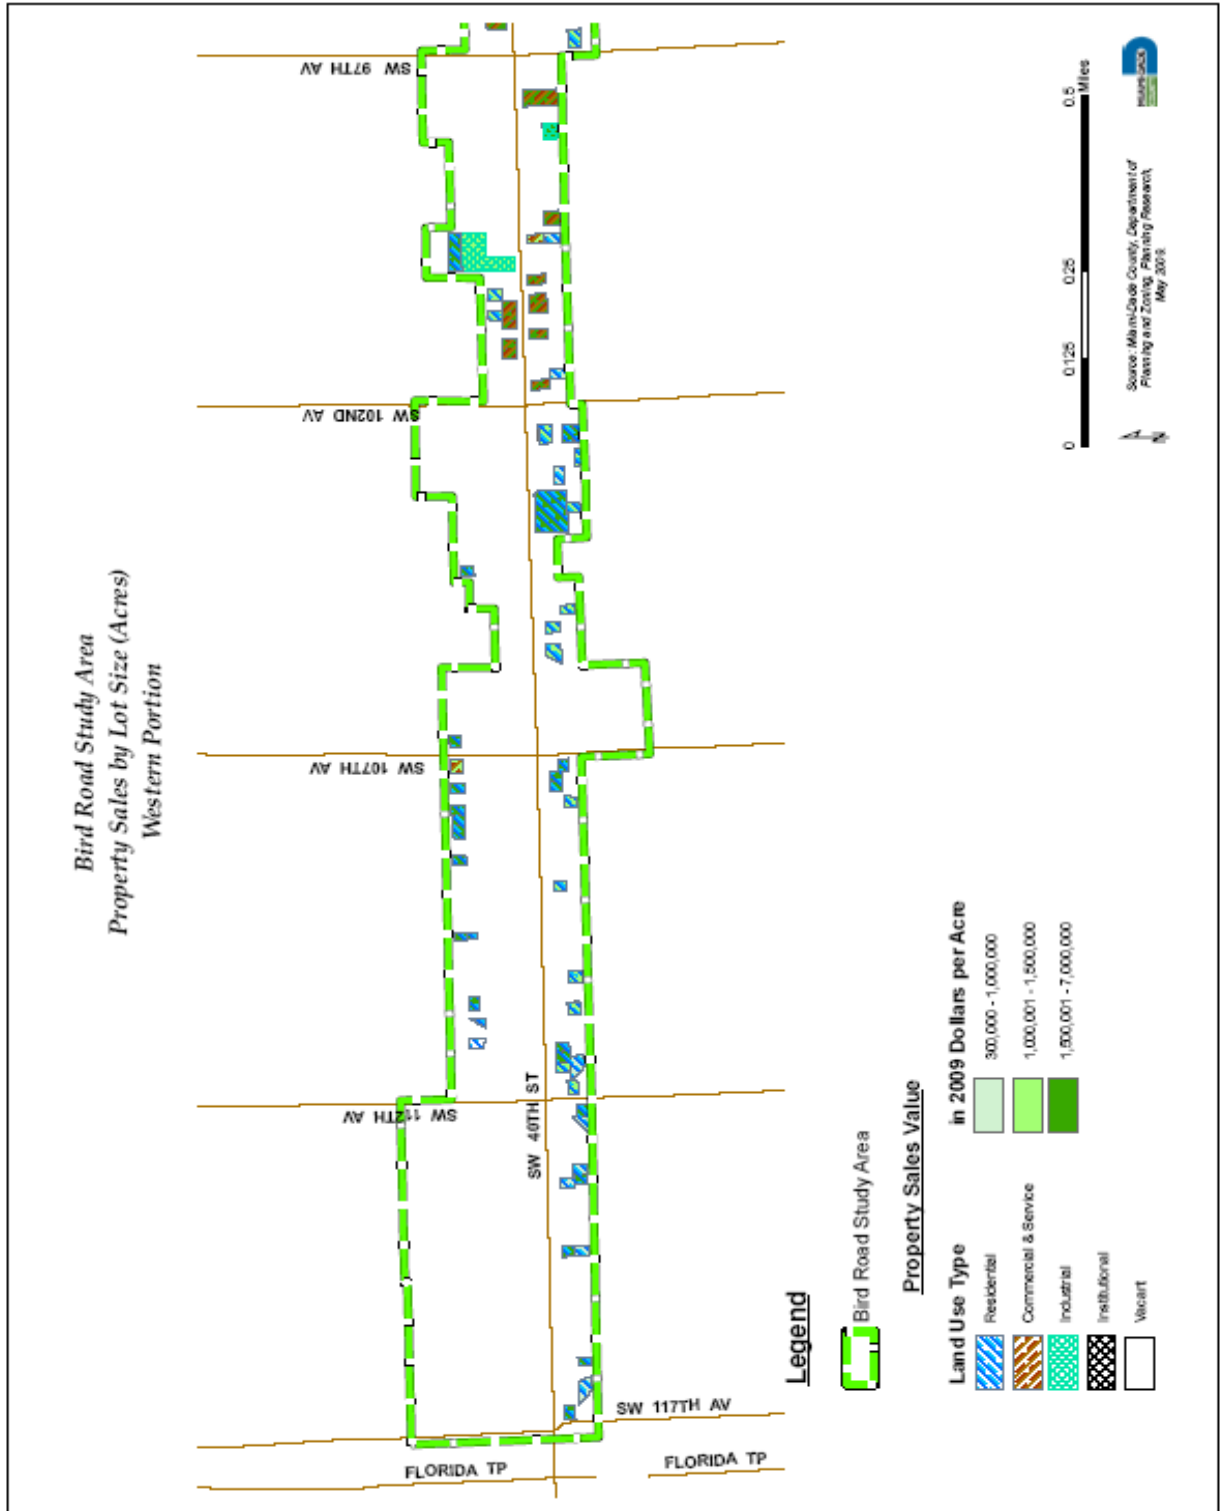 Bird Road Study Area
Property Sales by Lot Size (Acres)
Western Portion
SW 97TH AV
SW 102ND AV
SW 107TH AV
SW 112TH AV
SW 40TH ST
SW 117TH AV
FLORIDA TP
FLORIDA TP
Legend
Bird Road Study Area
Property Sales Value
Land Use Type
Residential
Commercial & Service
Industrial
Institutional
Vacant
in 2009 Dollars per Acre
300,000 - 1,000,000
1,000,001 - 1,500,000
1,500,001 - 7,000,000
0 0.125 0.25 0.5
Miles
N
Source: Miami-Dade County, Department of
Planning and Zoning, Planning Research,
May 2009.
MIAMI-DADE